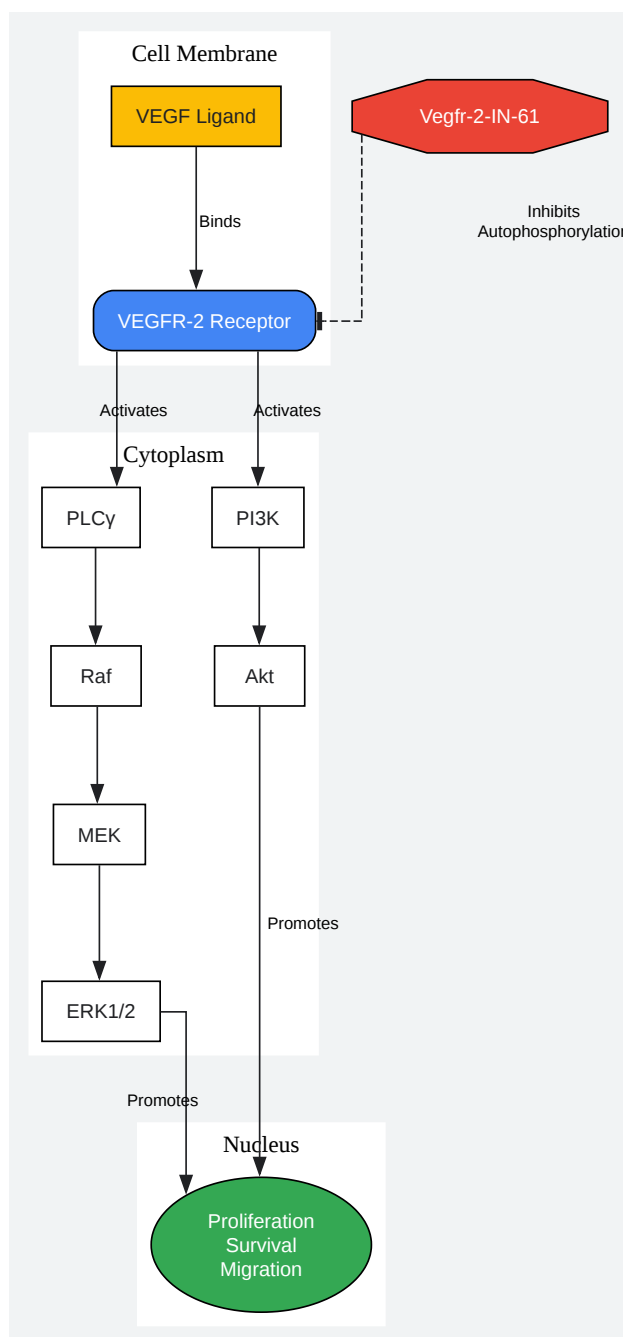 Cell Membrane
VEGF Ligand
Vegfr-2-IN-61
Binds
Inhibits
Autophosphorylation
VEGFR-2 Receptor
Activates
Activates
Cytoplasm
PLCγ
PI3K
Raf
Akt
MEK
Promotes
ERK1/2
Promotes
Nucleus
Proliferation
Survival
Migration